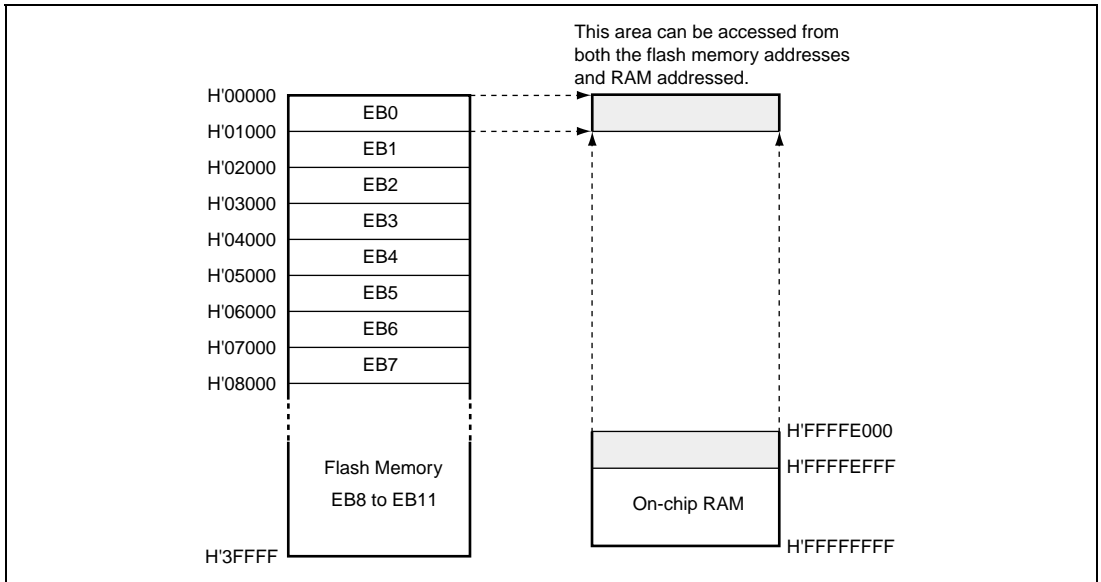 This area can be accessed from
both the flash memory addresses
and RAM addressed.
H'00000
EB0
H'01000
EB1
H'02000
EB2
H'03000
EB3
H'04000
EB4
H'05000
EB5
H'06000
EB6
H'07000
EB7
H'08000
H'FFFFE000
Flash Memory
H'FFFFEFFF
EB8 to EB11
On-chip RAM
H'3FFFF
H'FFFFFFFF